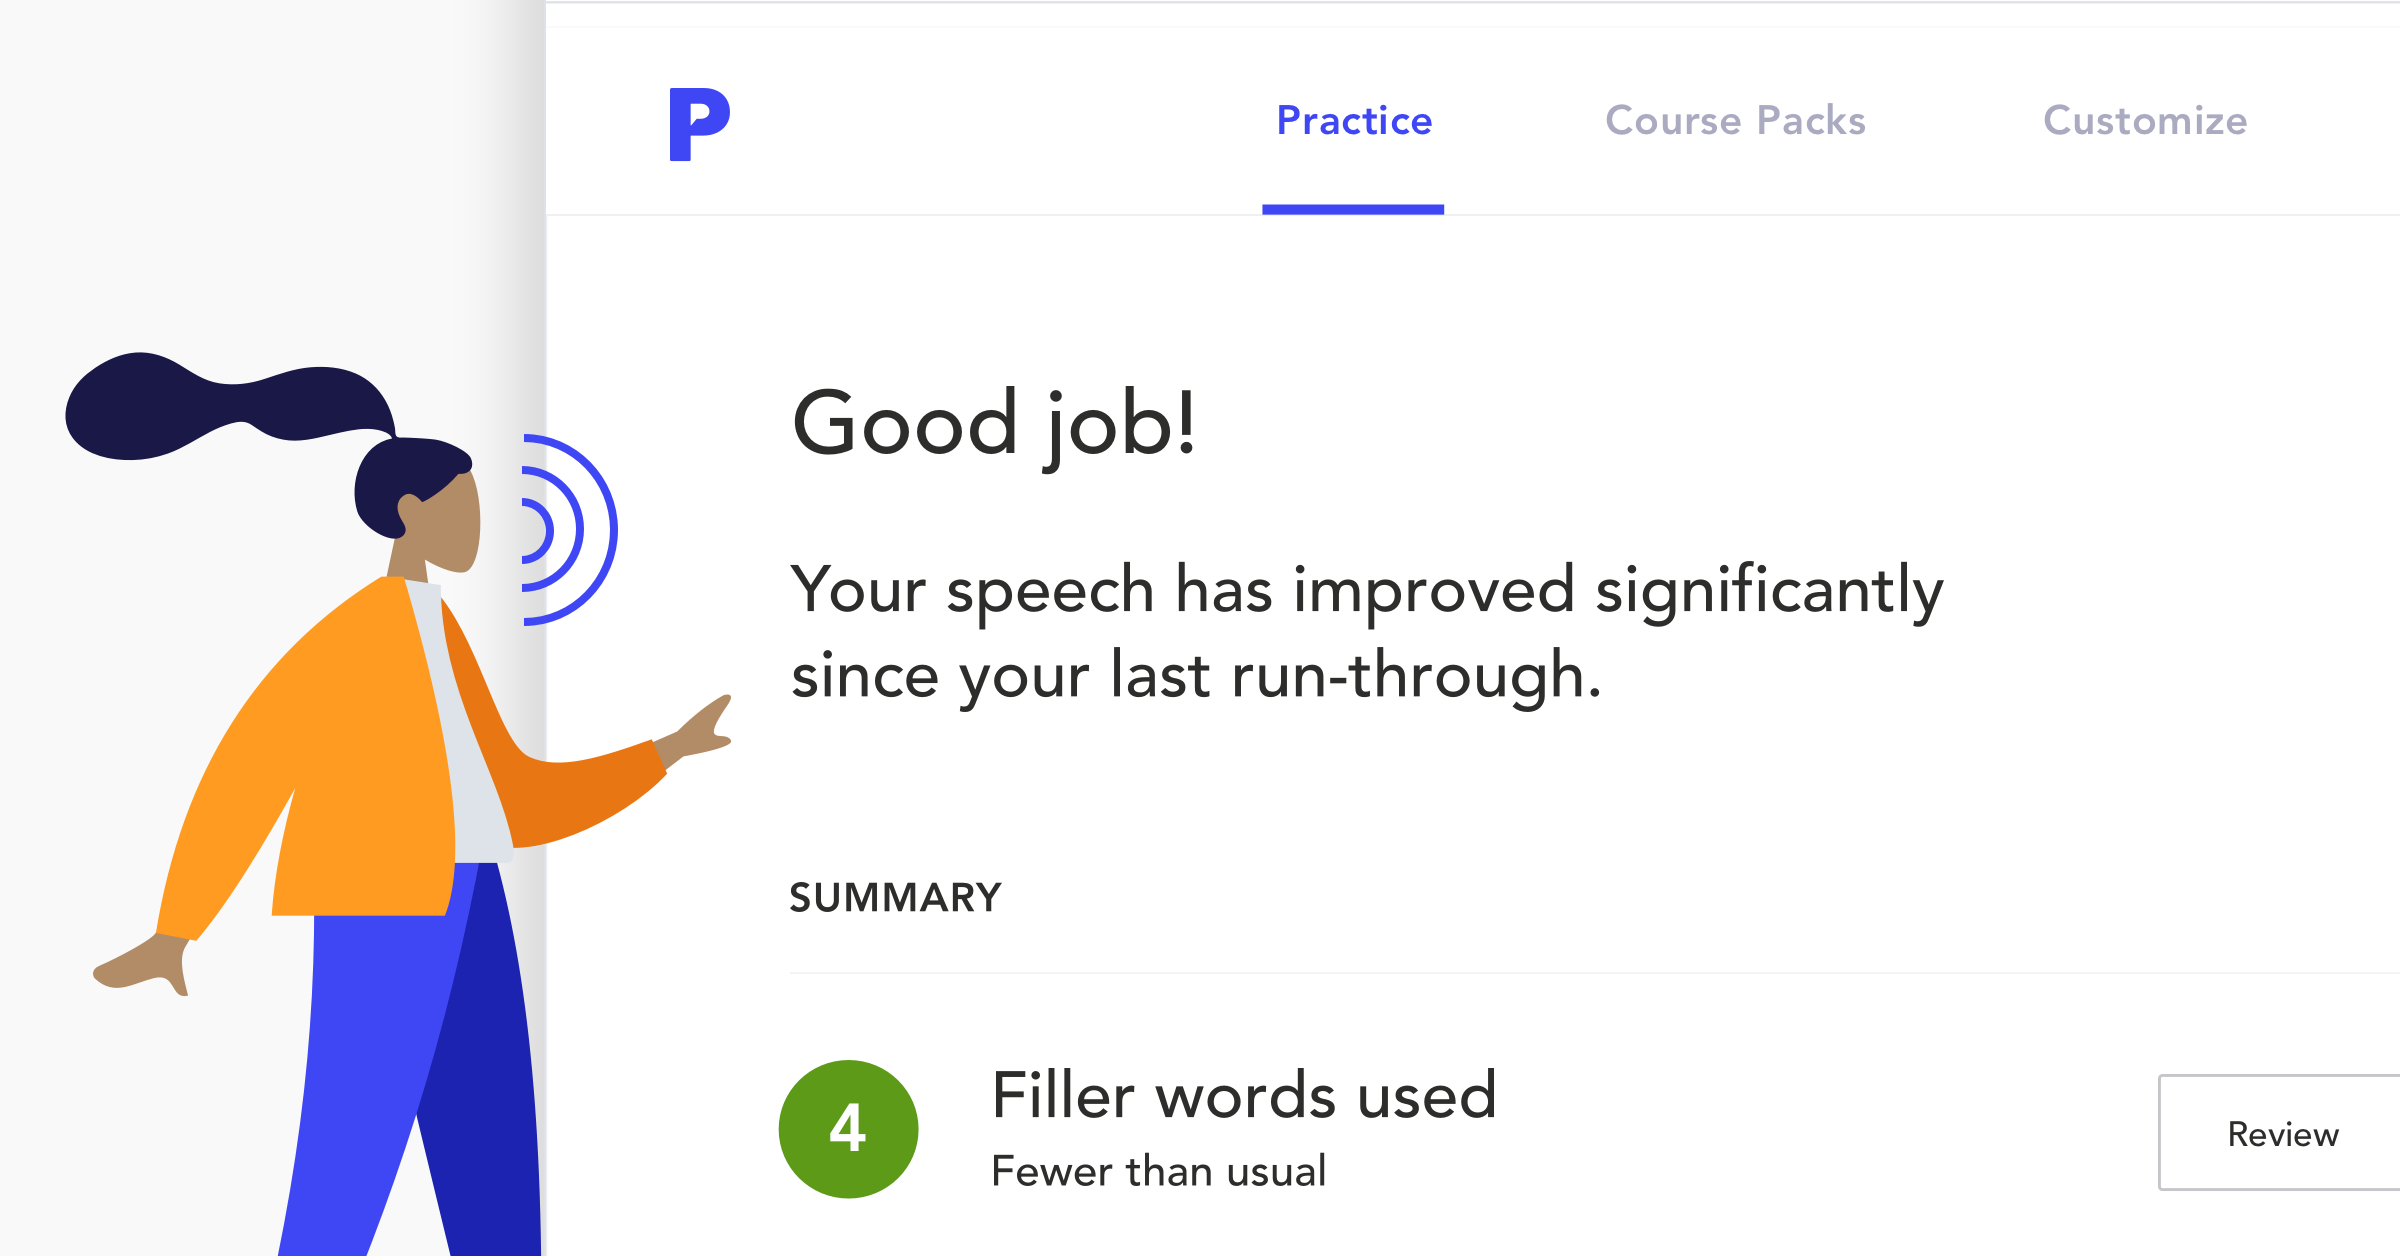 P
Practice
Course Packs
Customize
Good job!
Your speech has improved significantly
since your last run-through.
SUMMARY
4
Filler words used
Fewer than usual
Review